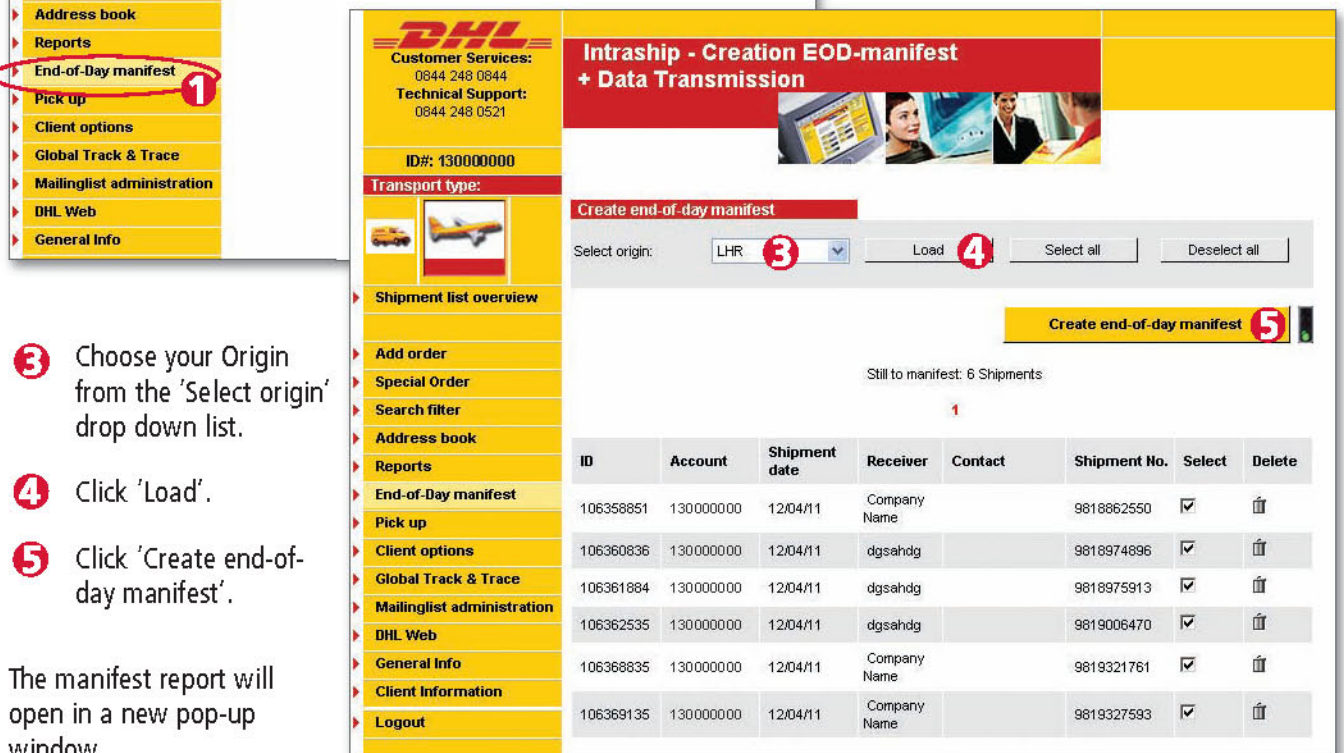 Address book
Reports
End-of-Day manifest
1
Pick up
Client options
Global Track & Trace
Mailinglist administration
DHL Web
General Info
3 Choose your Origin
from the 'Select origin'
drop down list.
4 Click 'Load'.
5 Click 'Create end-of-
day manifest'.
The manifest report will
open in a new pop-up
window
DHL
Customer Services:
0844 248 0844
Technical Support:
0844 248 0521
ID#: 130000000
Transport type:
Shipment list overview
Add order
Special Order
Search filter
Address book
Reports
End-of-Day manifest
Pick up
Client options
Global Track & Trace
Mailinglist administration
DHL Web
General Info
Client Information
Logout
Intraship - Creation EOD-manifest
+ Data Transmission
Create end-of-day manifest
Select origin: LHR 3 Load 4 Select all Deselect all
Create end-of-day manifest 5
Still to manifest: 6 Shipments
1
ID Account Shipment date Receiver Contact Shipment No. Select Delete
106358851 130000000 12/04/11 Company Name 9818862550
106360836 130000000 12/04/11 dgsahdg 9818974896
106361884 130000000 12/04/11 dgsahdg 9818975913
106362535 130000000 12/04/11 dgsahdg 9819006470
106368835 130000000 12/04/11 Company Name 9819321761
106369135 130000000 12/04/11 Company Name 9819327593